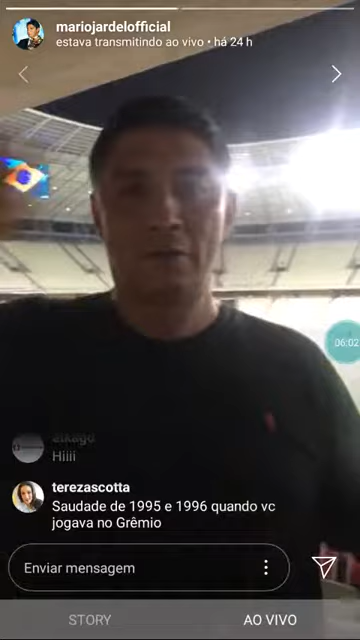 mariojardelofficial
estava transmitindo ao vivo • há 24 h
06:02
Hiiii
terezascotta
Saudade de 1995 e 1996 quando vc
jogava no Grêmio
Enviar mensagem
STORY
AO VIVO